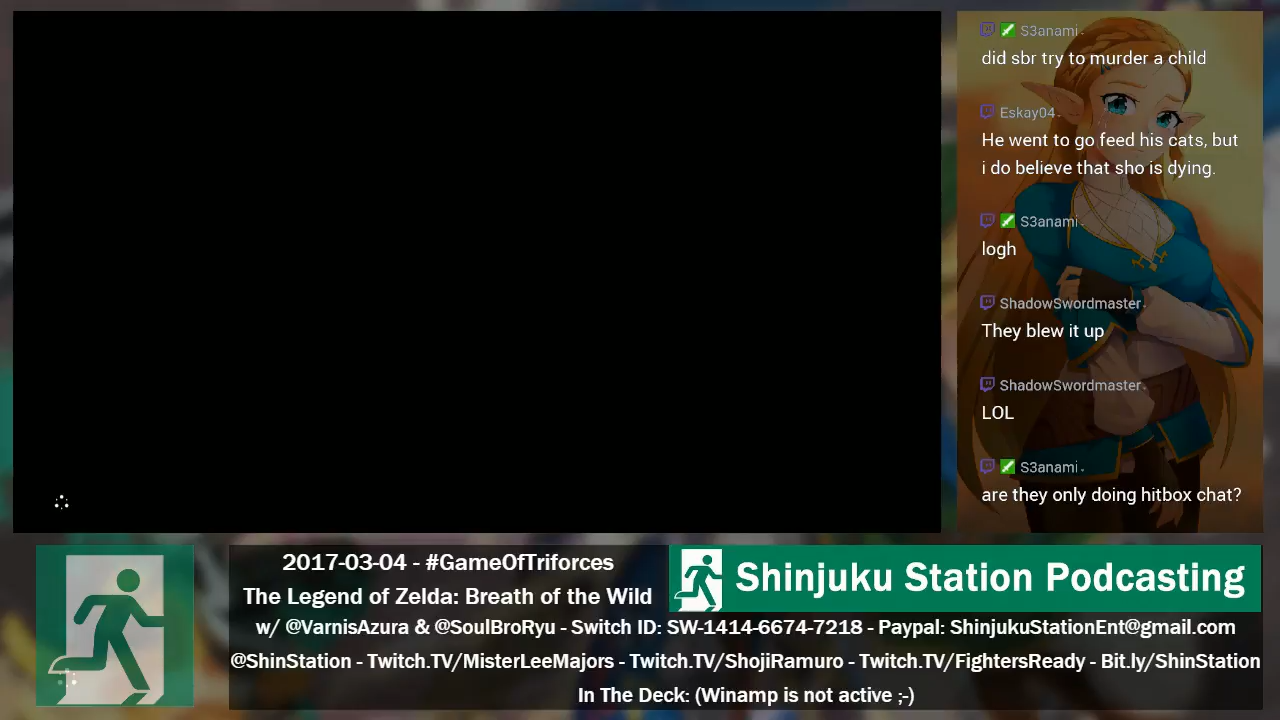 S3anami
did sbr try to murder a child
Eskay04
He went to go feed his cats, but
i do believe that sho is dying.
S3anami
logh
ShadowSwordmaster
They blew it up
ShadowSwordmaster
LOL
S3anami
are they only doing hitbox chat?
2017-03-04 - #GameOfTriforces
The Legend of Zelda: Breath of the Wild
Shinjuku Station Podcasting
w/ @VarnisAzura & @SoulBroRyu - Switch ID: SW-1414-6674-7218 - Paypal: ShinjukuStationEnt@gmail.com
@ShinStation - Twitch.TV/MisterLeeMajors - Twitch.TV/ShojiRamuro - Twitch.TV/FightersReady - Bit.ly/ShinStation
In The Deck: (Winamp is not active ;-)